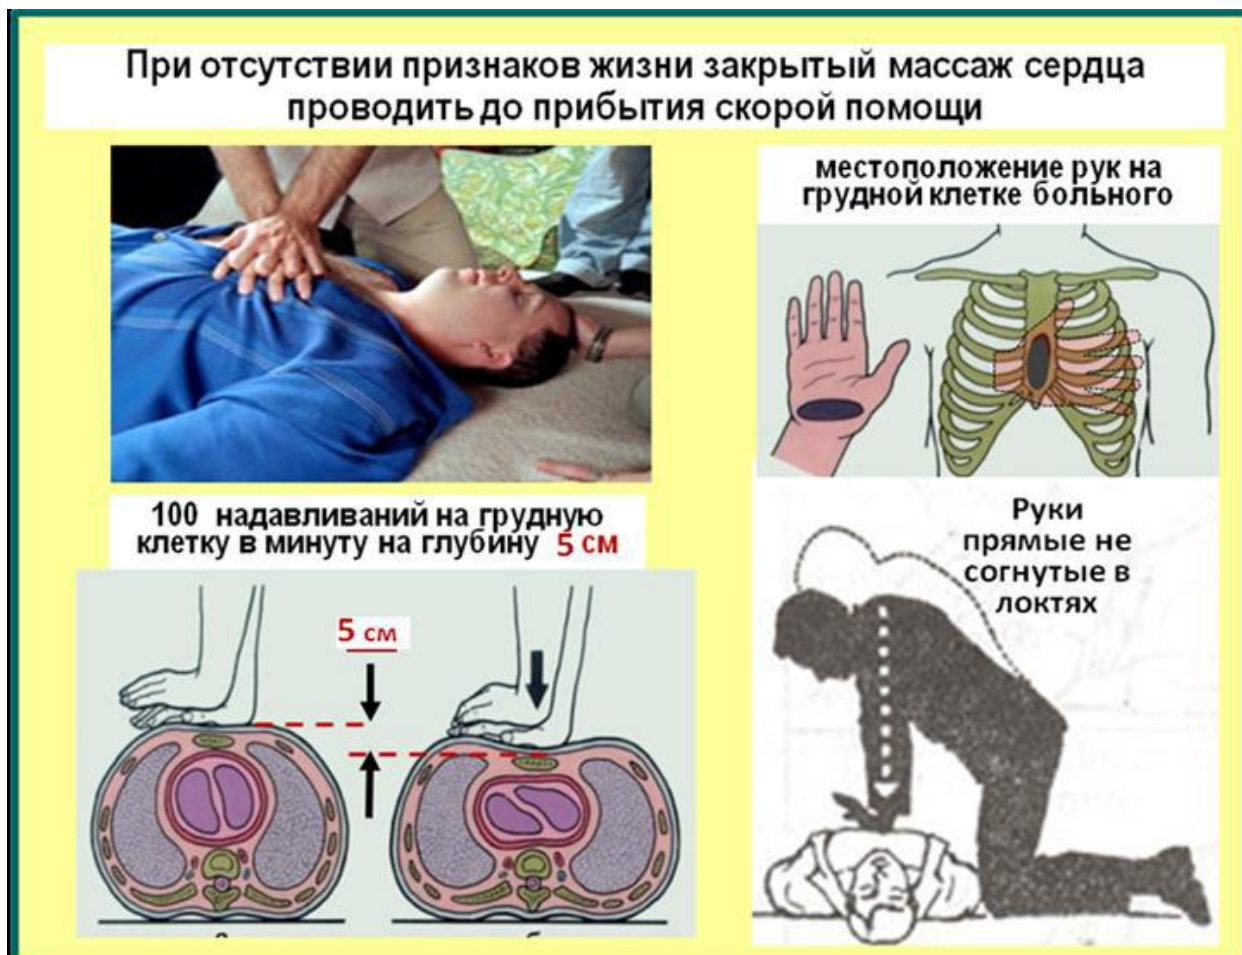 При отсутствии признаков жизни закрытый массаж сердца
проводить до прибытия скорой помощи
местоположение рук на
грудной клетке больного
100 надавливаний на грудную
клетку в минуту на глубину 5 см
5 см
Руки
прямые не
согнутые в
локтях